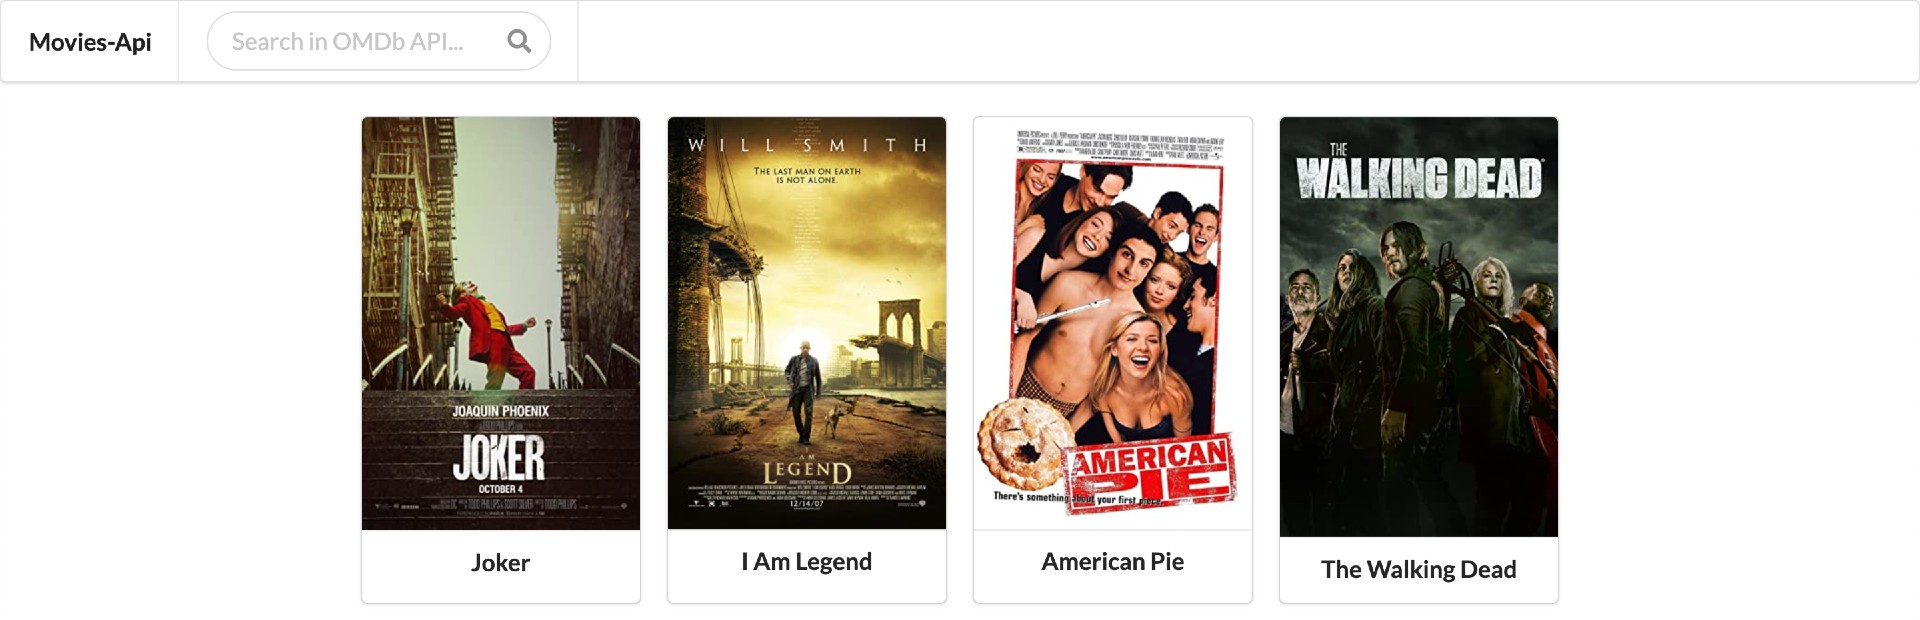 Movies-Api
Search in OMDb API...
JOAQUIN PHOENIX
JOKER
OCTOBER 4
Joker
WILL SMITH
THE LAST MAN ON EARTH
IS NOT ALONE.
I
AM
LEGEND
12/14/07
I Am Legend
AMERICAN
PIE
There's something about your first piece.
American Pie
THE
WALKING DEAD
The Walking Dead